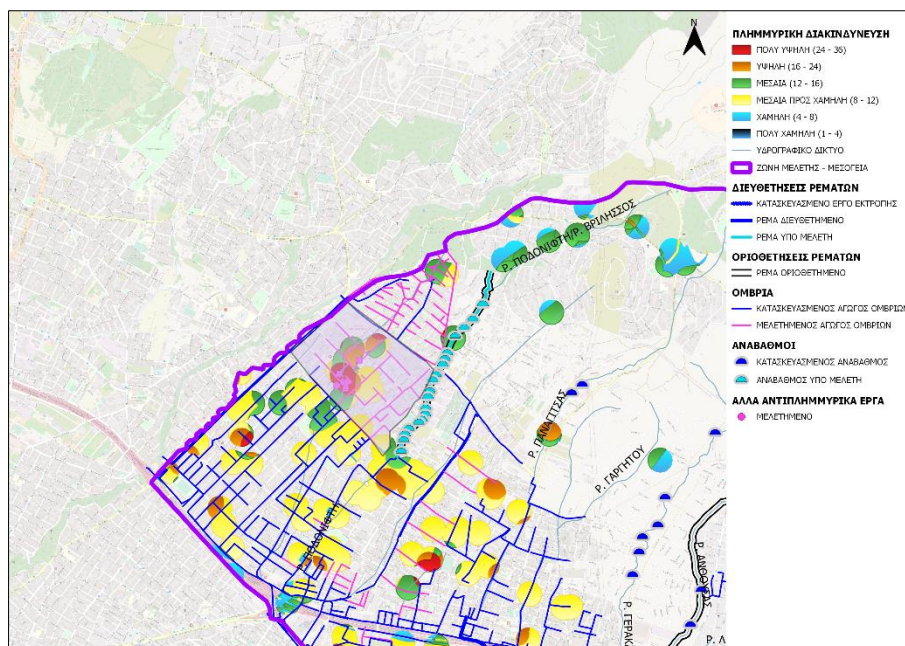 N
ΠΛΗΜΜΥΡΙΚΗ ΔΙΑΚΙΝΔΥΝΕΥΣΗ
ΠΟΛΥ ΥΨΗΛΗ (24 - 36)
ΥΨΗΛΗ (16 - 24)
ΜΕΣΑΙΑ (12 - 16)
ΜΕΣΑΙΑ ΠΡΟΣ ΧΑΜΗΛΗ (8 - 12)
ΧΑΜΗΛΗ (4 - 8)
ΠΟΛΥ ΧΑΜΗΛΗ (1 - 4)
ΥΔΡΟΓΡΑΦΙΚΟ ΔΙΚΤΥΟ
ΖΩΝΗ ΜΕΛΕΤΗΣ - ΜΕΣΟΓΕΙΑ
ΔΙΕΥΘΕΤΗΣΕΙΣ ΡΕΜΑΤΩΝ
ΚΑΤΑΣΚΕΥΑΣΜΕΝΟ ΕΡΓΟ ΕΚΤΡΟΠΗΣ
ΡΕΜΑ ΔΙΕΥΘΕΤΗΜΕΝΟ
ΡΕΜΑ ΥΠΟ ΜΕΛΕΤΗ
ΟΡΙΟΘΕΤΗΣΕΙΣ ΡΕΜΑΤΩΝ
ΡΕΜΑ ΟΡΙΟΘΕΤΗΜΕΝΟ
ΟΜΒΡΙΑ
ΚΑΤΑΣΚΕΥΑΣΜΕΝΟΣ ΑΓΩΓΟΣ ΟΜΒΡΙΩΝ
ΜΕΛΕΤΗΜΕΝΟΣ ΑΓΩΓΟΣ ΟΜΒΡΙΩΝ
ΑΝΑΒΑΘΜΟΙ
ΚΑΤΑΣΚΕΥΑΣΜΕΝΟΣ ΑΝΑΒΑΘΜΟΣ
ΑΝΑΒΑΘΜΟΣ ΥΠΟ ΜΕΛΕΤΗ
ΑΛΛΑ ΑΝΤΙΠΛΗΜΜΥΡΙΚΑ ΕΡΓΑ
ΜΕΛΕΤΗΜΕΝΟ
Ρ. ΠΟΔΟΝΙΦΤΗ/Ρ. ΒΡΙΛΗΣΣΟΣ
Ρ. ΠΑΝΑΓΙΤΣΑΣ
Ρ. ΓΑΡΓΗΤΟΥ
Ρ. ΑΝΘΟΥΣΑΣ
Ρ. ΓΕΡΑΚΑ